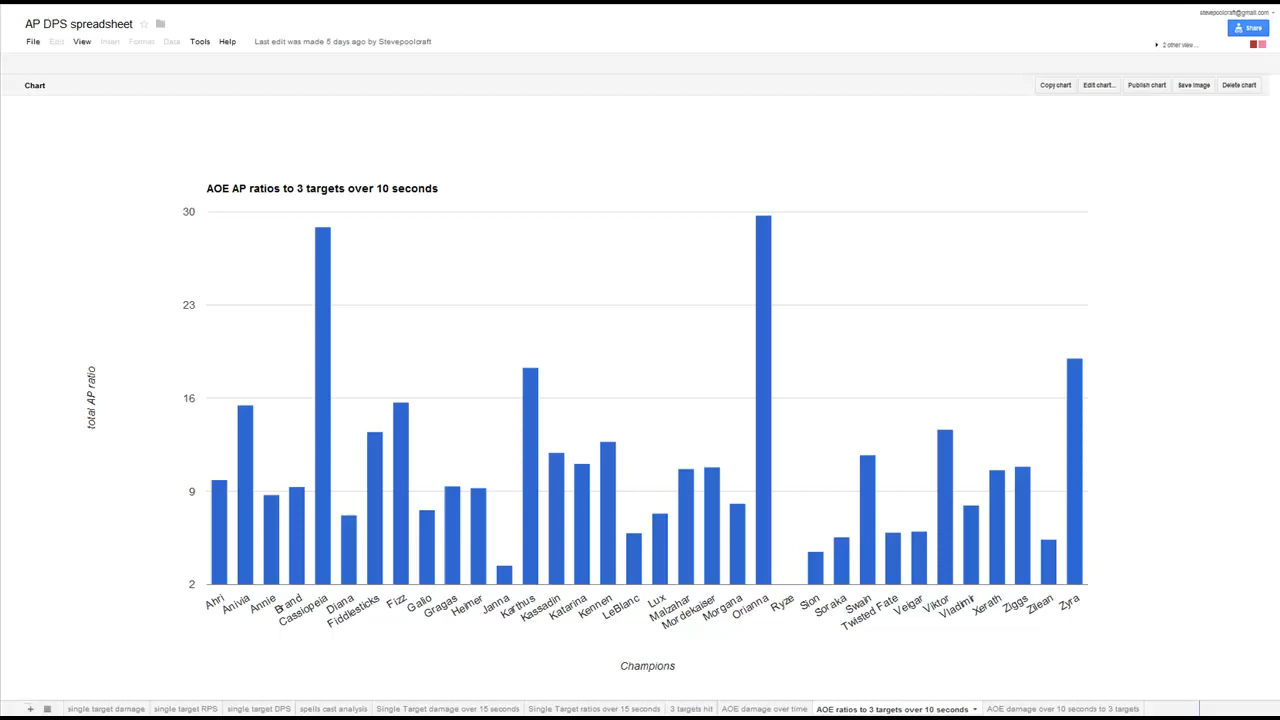 stevepoolcraft@gmail.com
AP DPS spreadsheet
Share
File Edit View Insert Format Data Tools Help Last edit was made 5 days ago by Stevepoolcraft
2 other view...
Chart
Copy chart Edit chart... Publish chart Save image Delete chart
AOE AP ratios to 3 targets over 10 seconds
30
23
16
9
2
total AP ratio
Ahri Anivia Annie Brand Cassiopeia Diana Fiddlesticks Fizz Galio Gragas Heimer Janna Karthus Kassadin Katarina Kennen LeBlanc Lux Malzahar Mordekaiser Morgana Orianna Ryze Sion Soraka Swain Twisted Fate Veigar Viktor Vladimir Xerath Ziggs Zilean Zyra
Champions
single target damage single target RPS single target DPS spells cast analysis Single Target damage over 15 seconds Single Target ratios over 15 seconds 3 targets hit AOE damage over time AOE ratios to 3 targets over 10 seconds AOE damage over 10 seconds to 3 targets